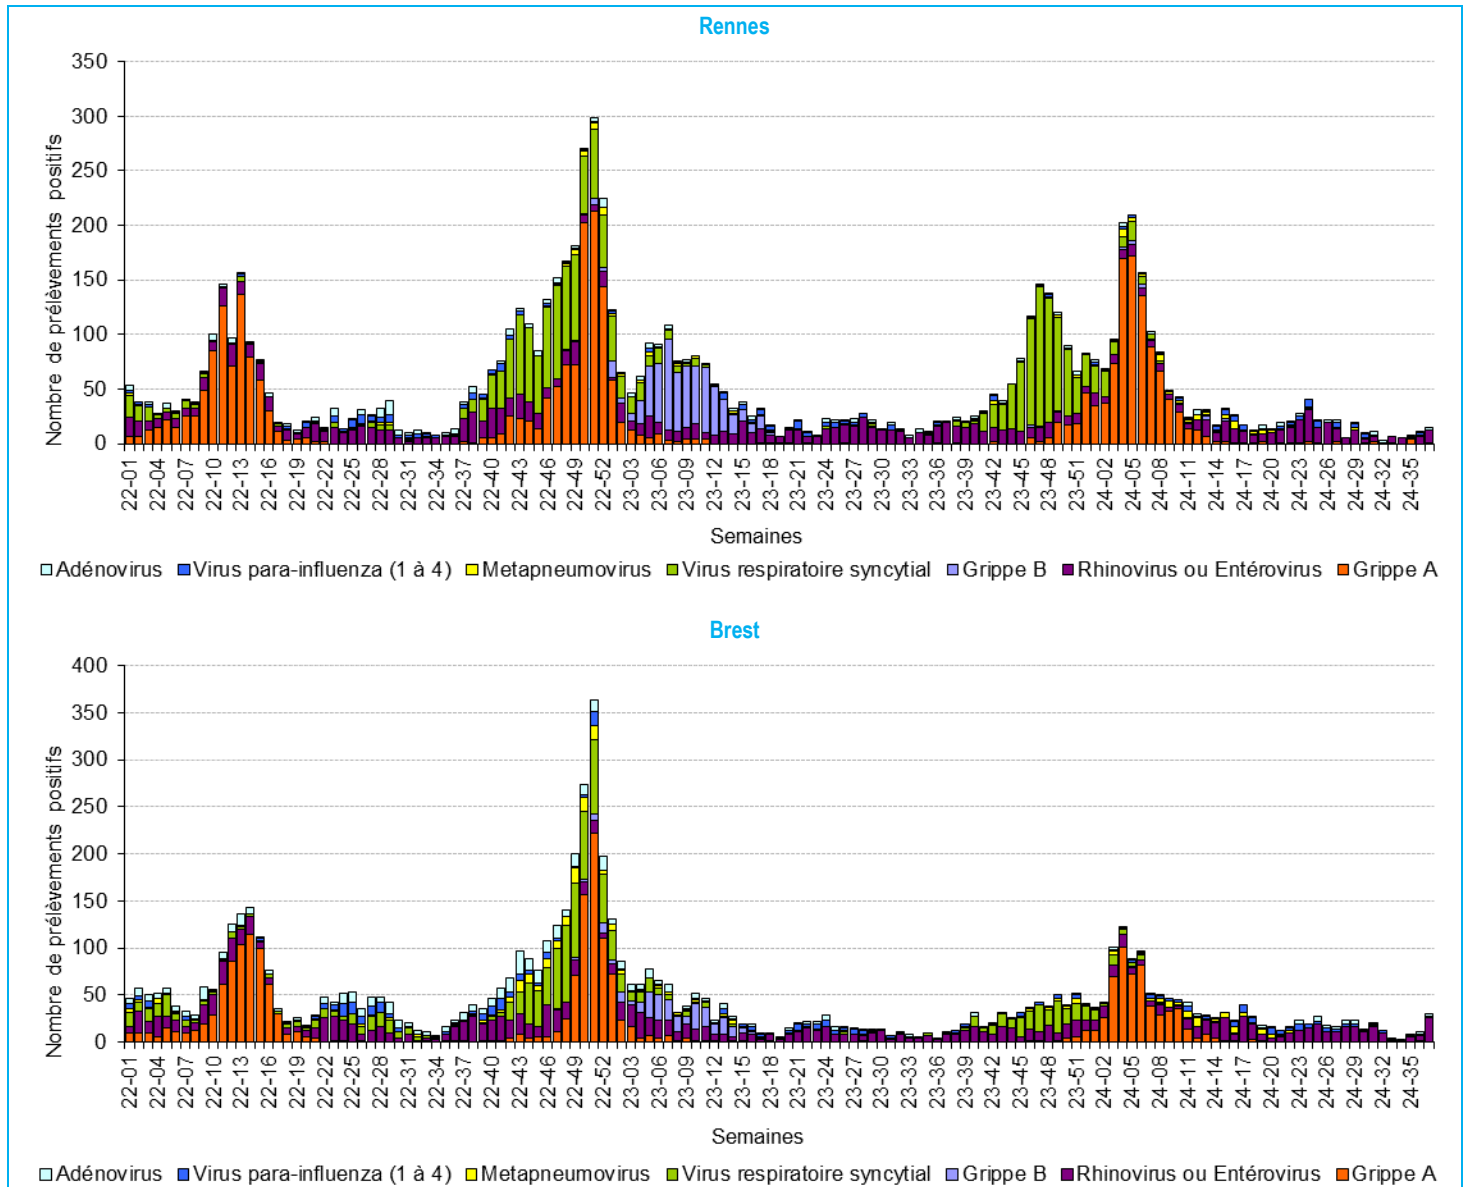 Rennes
Nombre de prélèvements positifs
350
300
250
200
150
100
50
0
22-01 22-04 22-07 22-10 22-13 22-16 22-19 22-22 22-25 22-28 22-31 22-34 22-37 22-40 22-43 22-46 22-49 22-52 23-03 23-06 23-09 23-12 23-15 23-18 23-21 23-24 23-27 23-30 23-33 23-36 23-39 23-42 23-45 23-48 23-51 24-02 24-05 24-08 24-11 24-14 24-17 24-20 24-23 24-26 24-29 24-32 24-35
Semaines
Adénovirus Virus para-influenza (1 à 4) Metapneumovirus Virus respiratoire syncytial Grippe B Rhinovirus ou Entérovirus Grippe A
Brest
Nombre de prélèvements positifs
400
350
300
250
200
150
100
50
0
22-01 22-04 22-07 22-10 22-13 22-16 22-19 22-22 22-25 22-28 22-31 22-34 22-37 22-40 22-43 22-46 22-49 22-52 23-03 23-06 23-09 23-12 23-15 23-18 23-21 23-24 23-27 23-30 23-33 23-36 23-39 23-42 23-45 23-48 23-51 24-02 24-05 24-08 24-11 24-14 24-17 24-20 24-23 24-26 24-29 24-32 24-35
Semaines
Adénovirus Virus para-influenza (1 à 4) Metapneumovirus Virus respiratoire syncytial Grippe B Rhinovirus ou Entérovirus Grippe A